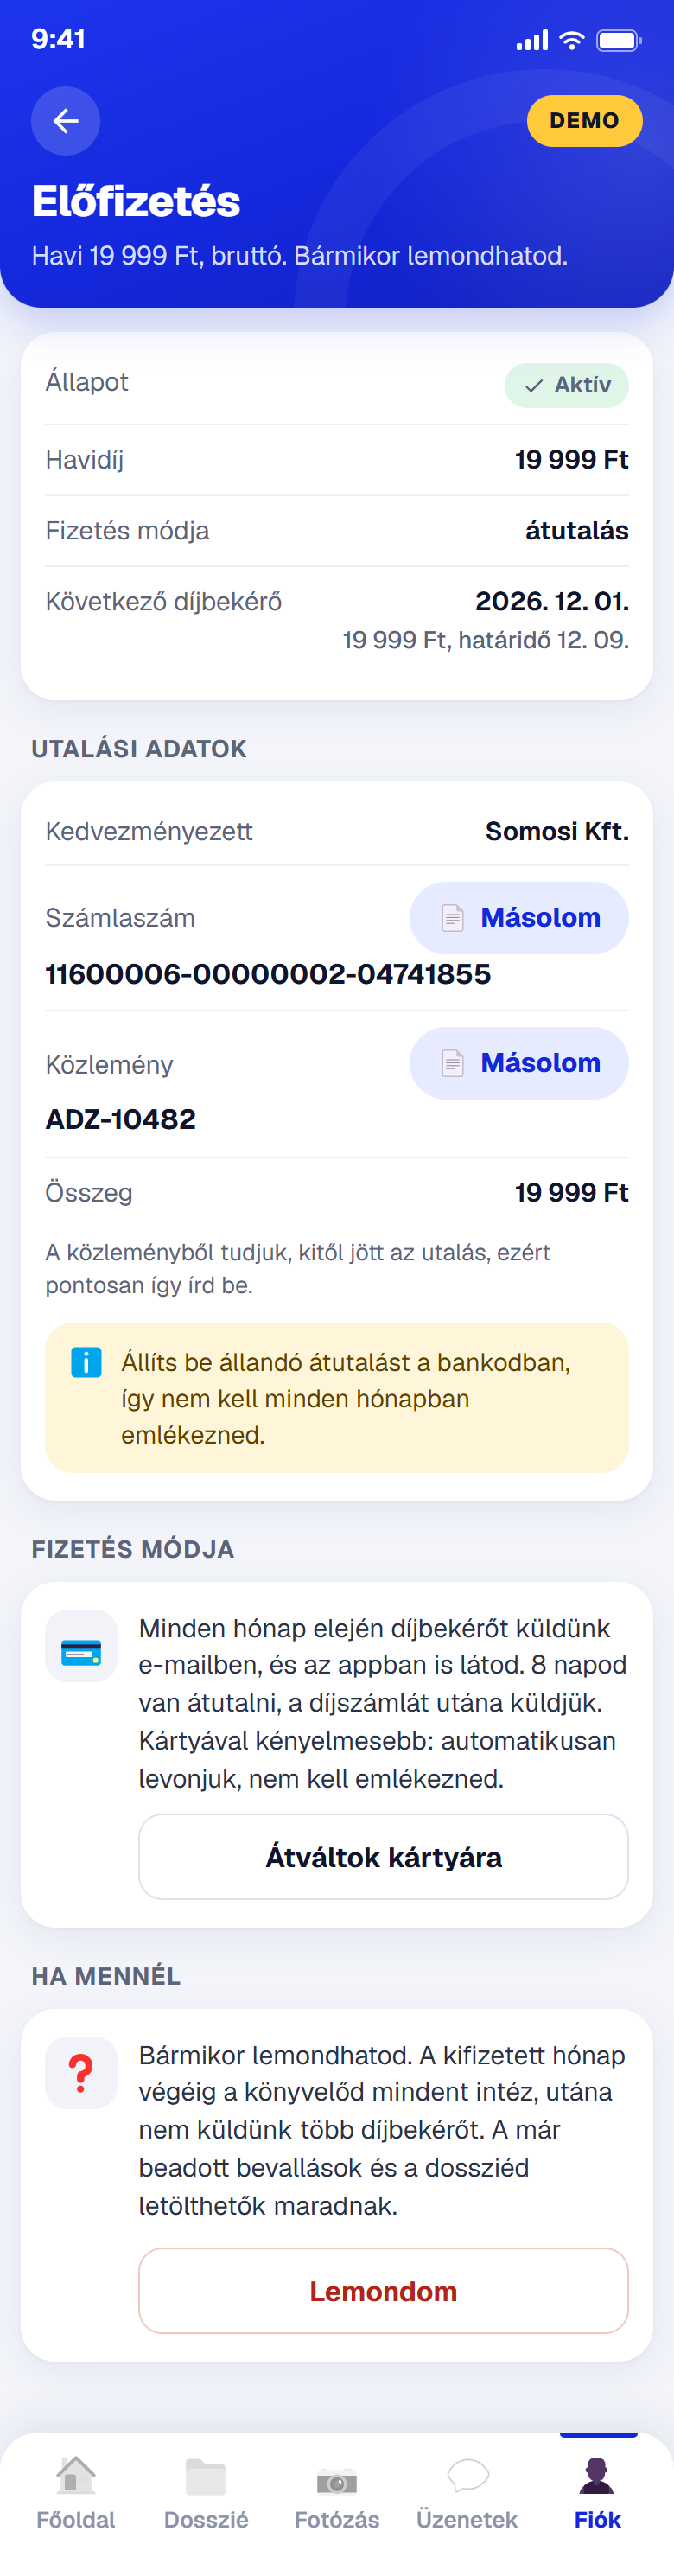 9:41
DEMO
Előfizetés
Havi 19 999 Ft, bruttó. Bármikor lemondhatod.
Állapot
Aktív
Havidíj
19 999 Ft
Fizetés módja
átutalás
Következő díjbekérő
2026. 12. 01.
19 999 Ft, határidő 12. 09.
UTALÁSI ADATOK
Kedvezményezett
Somosi Kft.
Számlaszám
Másolom
11600006-00000002-04741855
Közlemény
Másolom
ADZ-10482
Összeg
19 999 Ft
A közleményből tudjuk, kitől jött az utalás, ezért
pontosan így írd be.
Állíts be állandó átutalást a bankodban,
így nem kell minden hónapban
emlékezned.
FIZETÉS MÓDJA
Minden hónap elején díjbekérőt küldünk
e-mailben, és az appban is látod. 8 napod
van átutalni, a díjszámlát utána küldjük.
Kártyával kényelmesebb: automatikusan
levonjuk, nem kell emlékezned.
Átváltok kártyára
HA MENNÉL
Bármikor lemondhatod. A kifizetett hónap
végéig a könyvelőd mindent intéz, utána
nem küldünk több díjbekérőt. A már
beadott bevallások és a dossziéd
letölthetők maradnak.
Lemondom
Főoldal
Dosszié
Fotózás
Üzenetek
Fiók